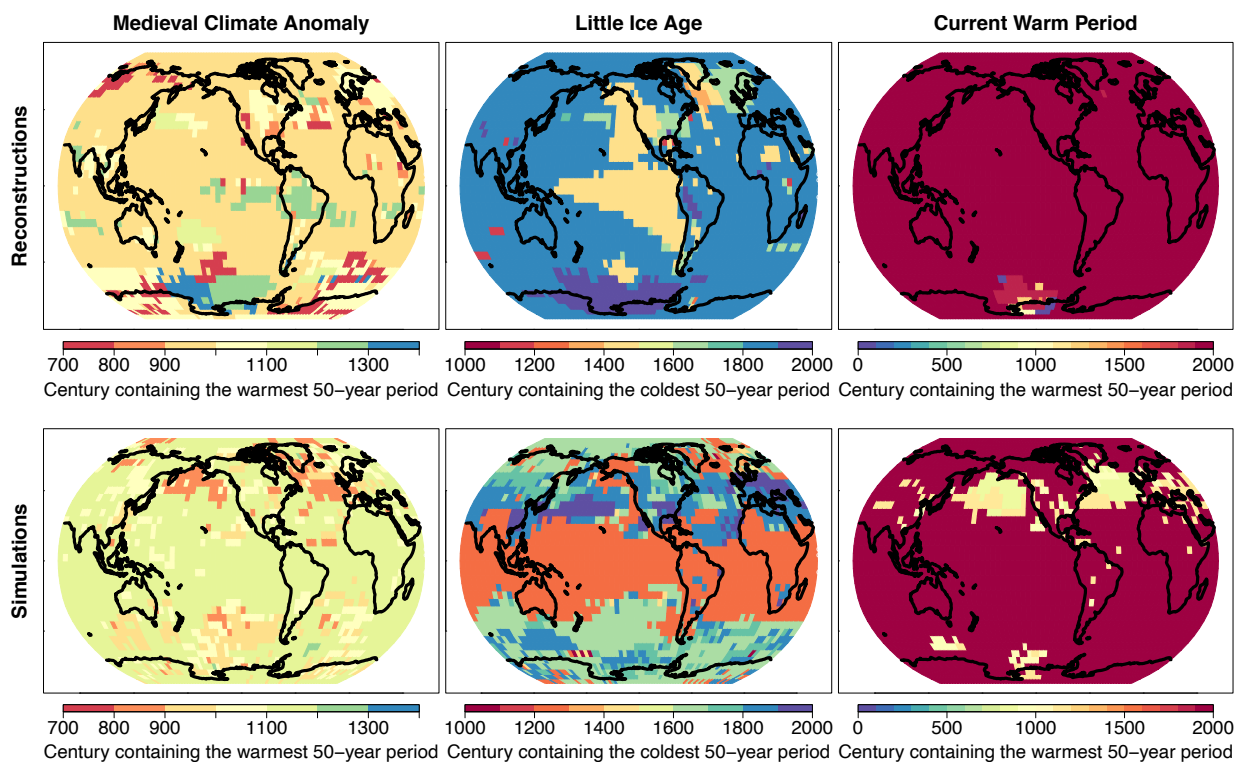 Medieval Climate Anomaly
Little Ice Age
Current Warm Period
Reconstructions
700 800 900 1100 1300
1000 1200 1400 1600 1800 2000
0 500 1000 1500 2000
Century containing the warmest 50−year period
Century containing the coldest 50−year period
Century containing the warmest 50−year period
Simulations
700 800 900 1100 1300
1000 1200 1400 1600 1800 2000
0 500 1000 1500 2000
Century containing the warmest 50−year period
Century containing the coldest 50−year period
Century containing the warmest 50−year period